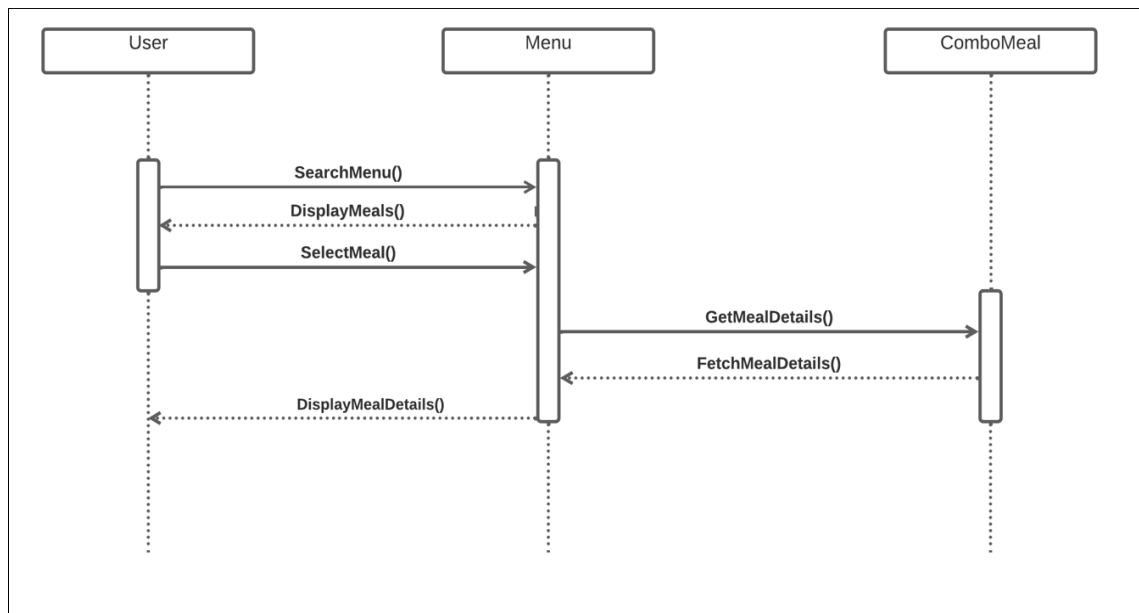 User
Menu
ComboMeal
SearchMenu()
DisplayMeals()
SelectMeal()
GetMealDetails()
FetchMealDetails()
DisplayMealDetails()